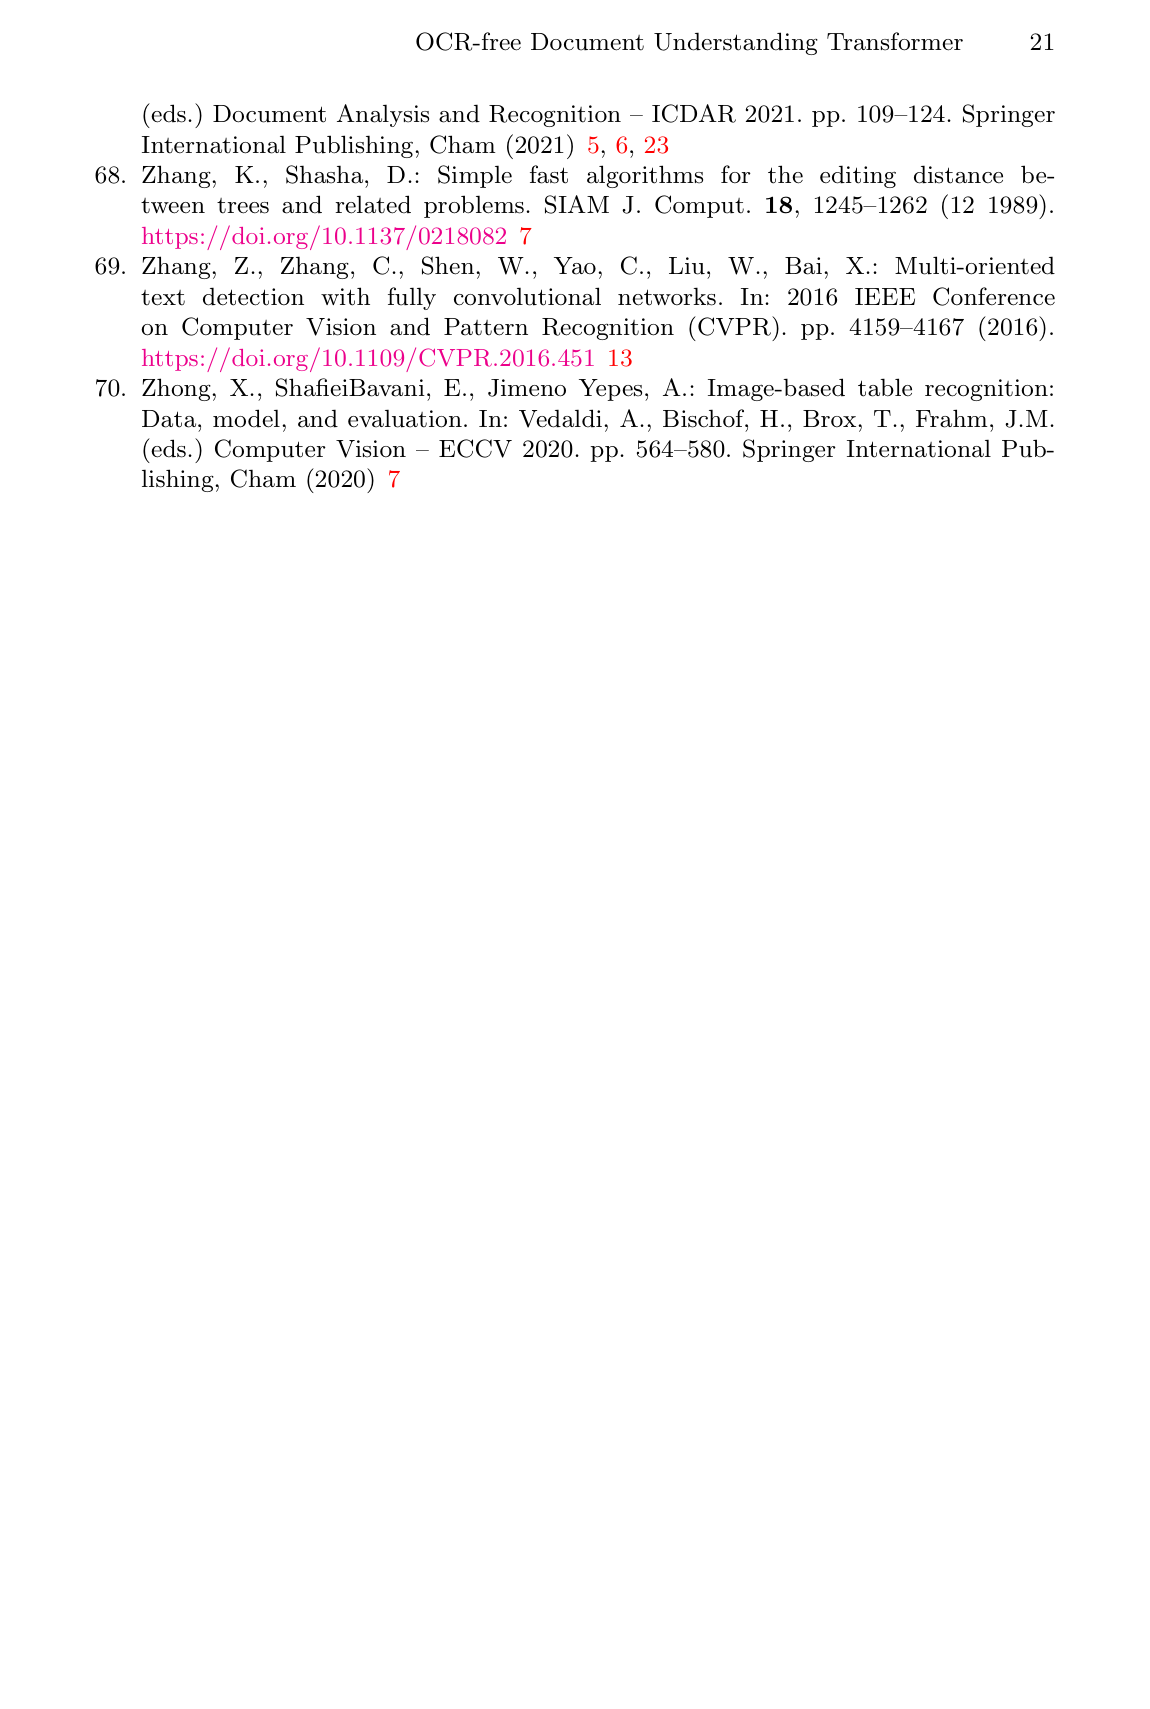 OCR-free Document Understanding Transformer 21
(eds.) Document Analysis and Recognition – ICDAR 2021. pp. 109–124. Springer
International Publishing, Cham (2021) 5, 6, 23
68. Zhang, K., Shasha, D.: Simple fast algorithms for the editing distance be-
tween trees and related problems. SIAM J. Comput. 18, 1245–1262 (12 1989).
https://doi.org/10.1137/0218082 7
69. Zhang, Z., Zhang, C., Shen, W., Yao, C., Liu, W., Bai, X.: Multi-oriented
text detection with fully convolutional networks. In: 2016 IEEE Conference
on Computer Vision and Pattern Recognition (CVPR). pp. 4159–4167 (2016).
https://doi.org/10.1109/CVPR.2016.451 13
70. Zhong, X., ShafieiBavani, E., Jimeno Yepes, A.: Image-based table recognition:
Data, model, and evaluation. In: Vedaldi, A., Bischof, H., Brox, T., Frahm, J.M.
(eds.) Computer Vision – ECCV 2020. pp. 564–580. Springer International Pub-
lishing, Cham (2020) 7